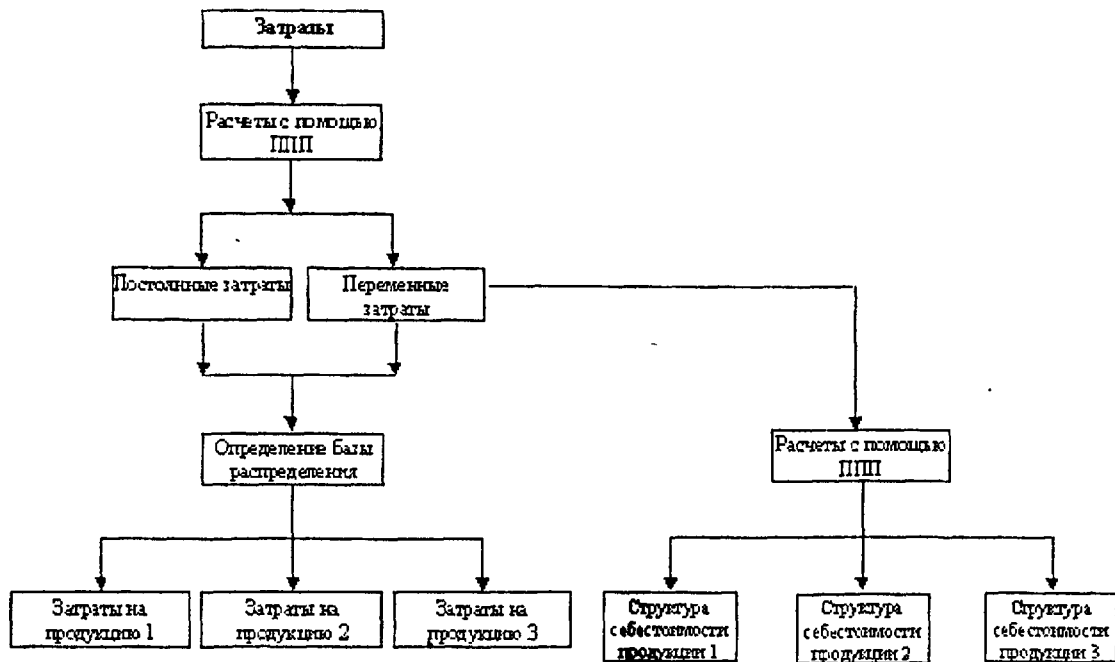 Затраты
Расчеты с помощью
ППП
Постоянные затраты
Переменные
затраты
Определение базы
распределения
Расчеты с помощью
ППП
Затраты на
продукцию 1
Затраты на
продукцию 2
Затраты на
продукцию 3
Структура
себестоимости
продукции 1
Структура
себестоимости
продукции 2
Структура
себестоимости
продукции 3